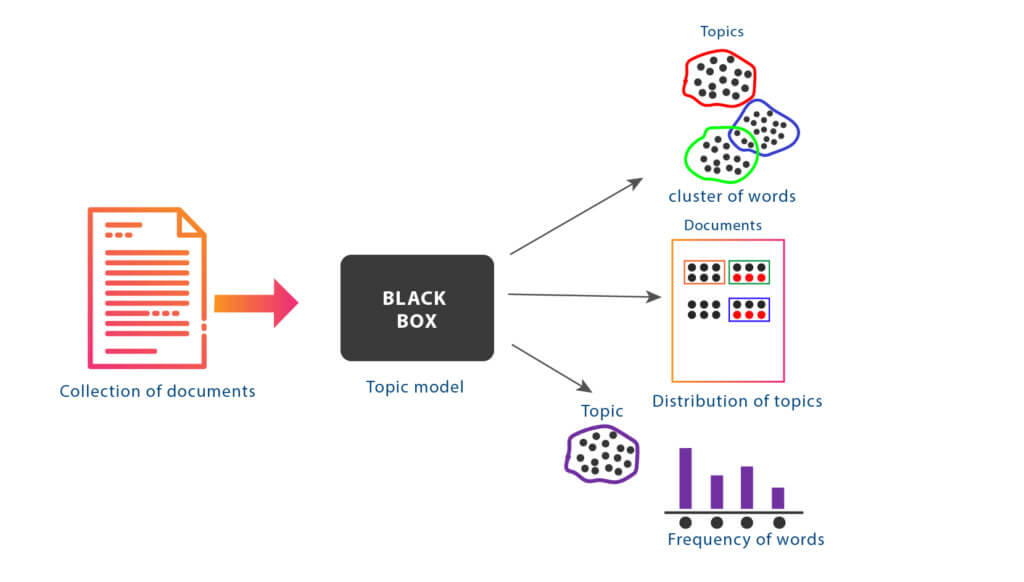 Collection of documents
BLACK
BOX
Topic model
Topics
cluster of words
Documents
Distribution of topics
Topic
Frequency of words